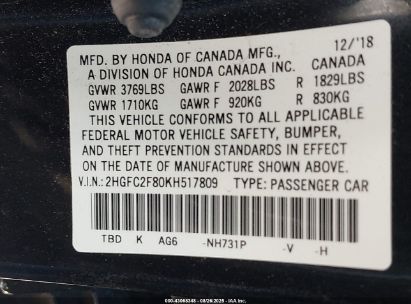 MFD. BY HONDA OF CANADA MFG., 12/'18
A DIVISION OF HONDA CANADA INC. CANADA
GVWR 3769LBS GAWR F 2028LBS R 1829LBS
GVWR 1710KG GAWR F 920KG R 830KG
THIS VEHICLE CONFORMS TO ALL APPLICABLE
FEDERAL MOTOR VEHICLE SAFETY, BUMPER,
AND THEFT PREVENTION STANDARDS IN EFFECT
ON THE DATE OF MANUFACTURE SHOWN ABOVE.
V.I.N.: 2HGFC2F80KH517809 TYPE: PASSENGER CAR
TBD K AG6 -NH731P -V -H